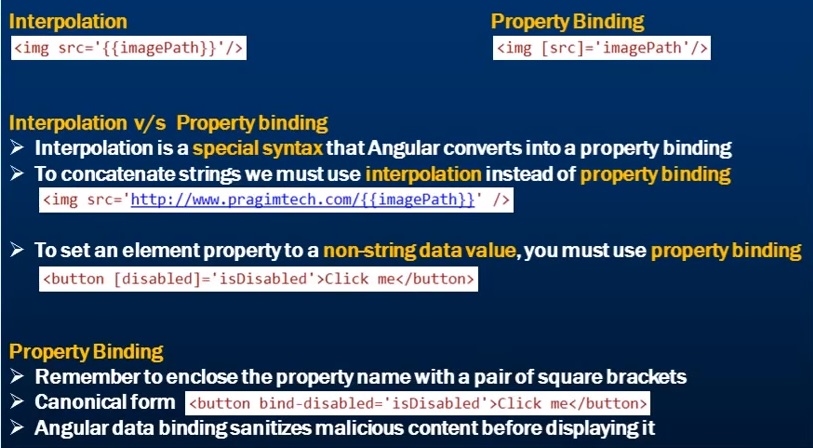 Interpolation
<img src='{{imagePath}}'/>
Property Binding
<img [src]='imagePath'/>
Interpolation v/s Property binding
➢ Interpolation is a special syntax that Angular converts into a property binding
➢ To concatenate strings we must use interpolation instead of property binding
<img src='http://www.pragimtech.com/{{imagePath}}' />
➢ To set an element property to a non-string data value, you must use property binding
<button [disabled]='isDisabled'>Click me</button>
Property Binding
➢ Remember to enclose the property name with a pair of square brackets
➢ Canonical form <button bind-disabled='isDisabled'>Click me</button>
➢ Angular data binding sanitizes malicious content before displaying it